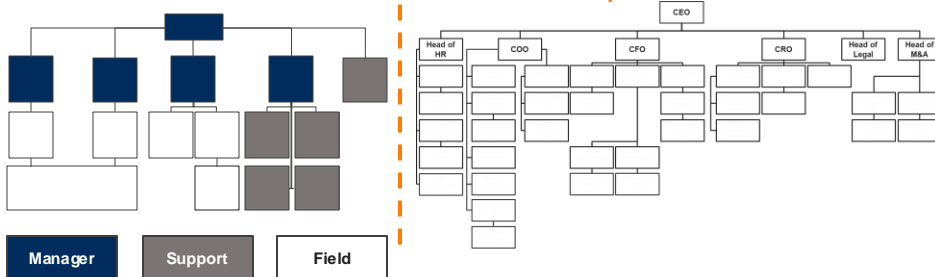 CEO
Head of
HR
COO
CFO
CRO
Head of
Legal
Head of
M&A
Manager
Support
Field